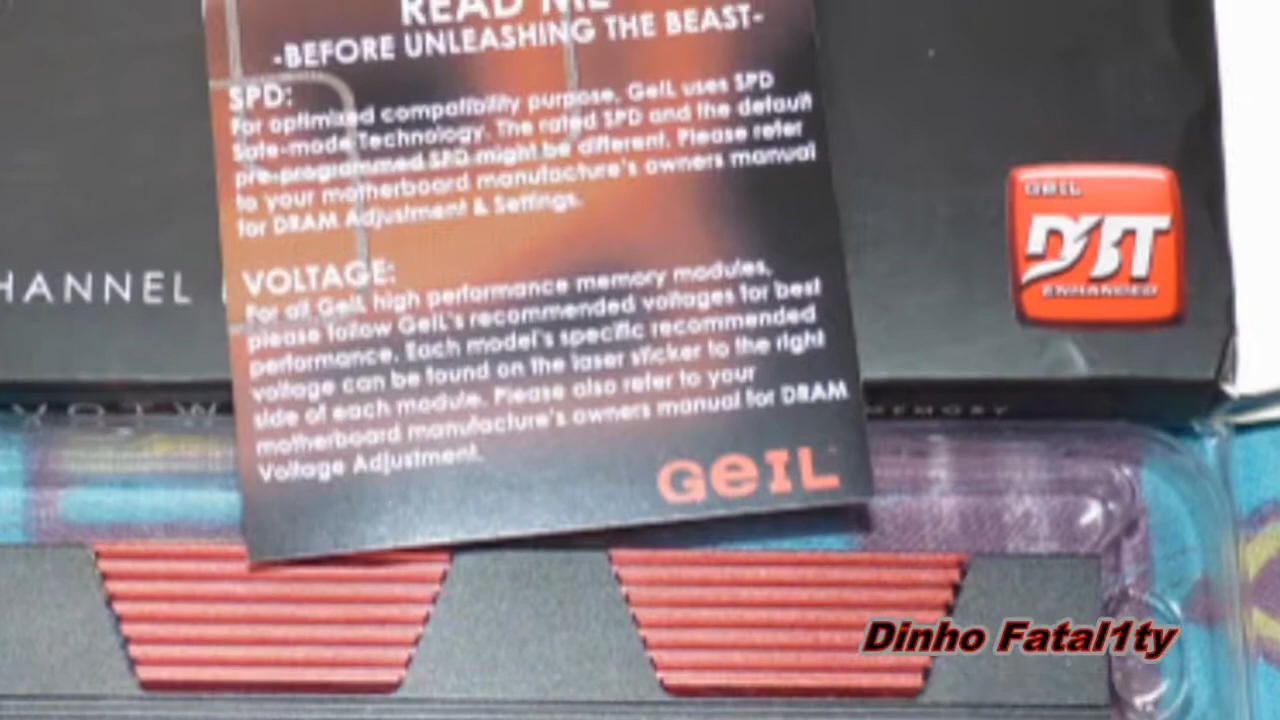 READ ME
-BEFORE UNLEASHING THE BEAST-
SPD:
For optimized compatibility purpose, GeIL uses SPD
Safe-mode Technology. The rated SPD and the default
pre-programmed SPD might be different. Please refer
to your motherboard manufacture's owners manual
for DRAM Adjustment & Settings.
VOLTAGE:
For all GeIL high performance memory modules,
please follow GeIL's recommended voltages for best
performance. Each model's specific recommended
voltage can be found on the laser sticker to the right
side of each module. Please also refer to your
motherboard manufacture's owners manual for DRAM
Voltage Adjustment.
GeIL
HANNEL
GeIL
DBT
ENHANCED
MEMORY
Dinho Fatal1ty